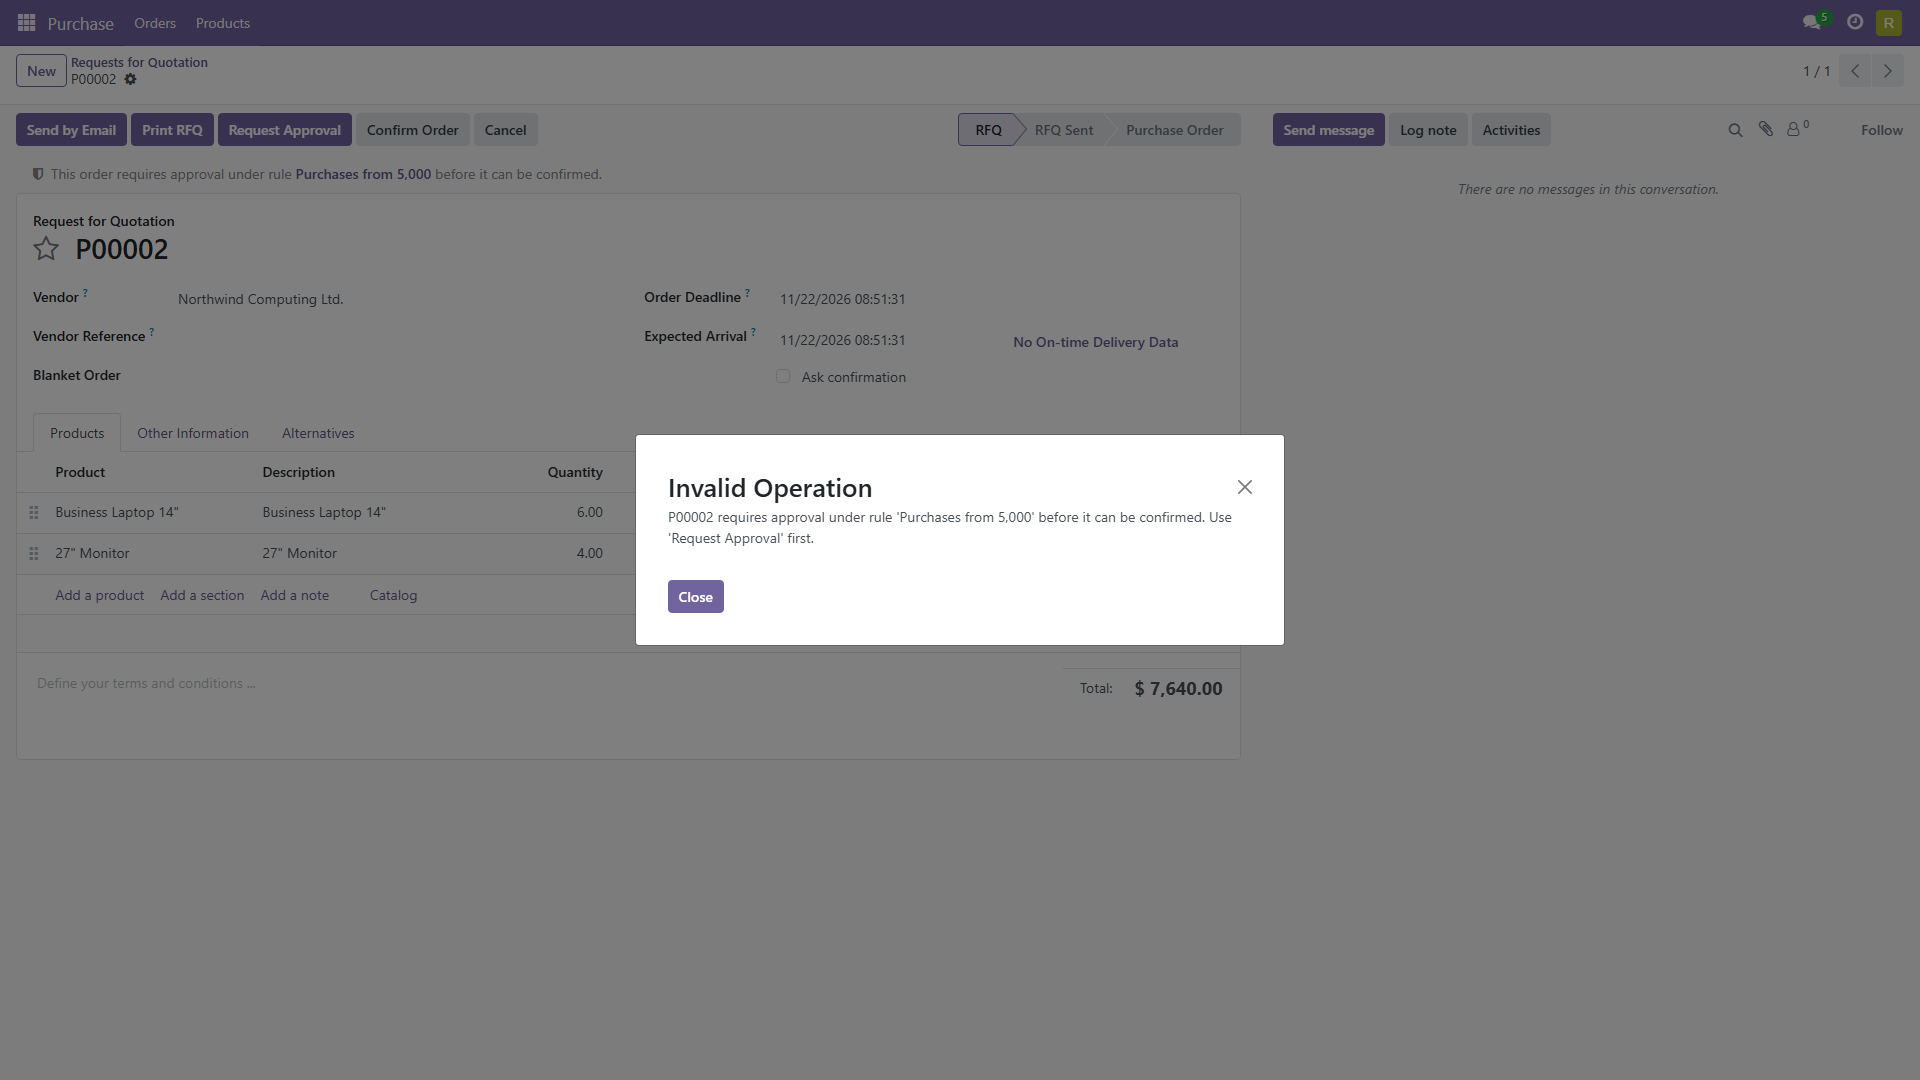 Purchase Orders Products 5 R
New Requests for Quotation
P00002 1 / 1
Send by Email Print RFQ Request Approval Confirm Order Cancel RFQ RFQ Sent Purchase Order Send message Log note Activities 0 Follow
This order requires approval under rule Purchases from 5,000 before it can be confirmed.
There are no messages in this conversation.
Request for Quotation
P00002
Vendor ? Northwind Computing Ltd. Order Deadline ? 11/22/2026 08:51:31
Vendor Reference ? Expected Arrival ? 11/22/2026 08:51:31 No On-time Delivery Data
Blanket Order Ask confirmation
Products Other Information Alternatives
Product Description Quantity
Business Laptop 14" Business Laptop 14" 6.00
27" Monitor 27" Monitor 4.00
Add a product Add a section Add a note Catalog
Invalid Operation
P00002 requires approval under rule 'Purchases from 5,000' before it can be confirmed. Use
'Request Approval' first.
Close
Define your terms and conditions ... Total: $ 7,640.00